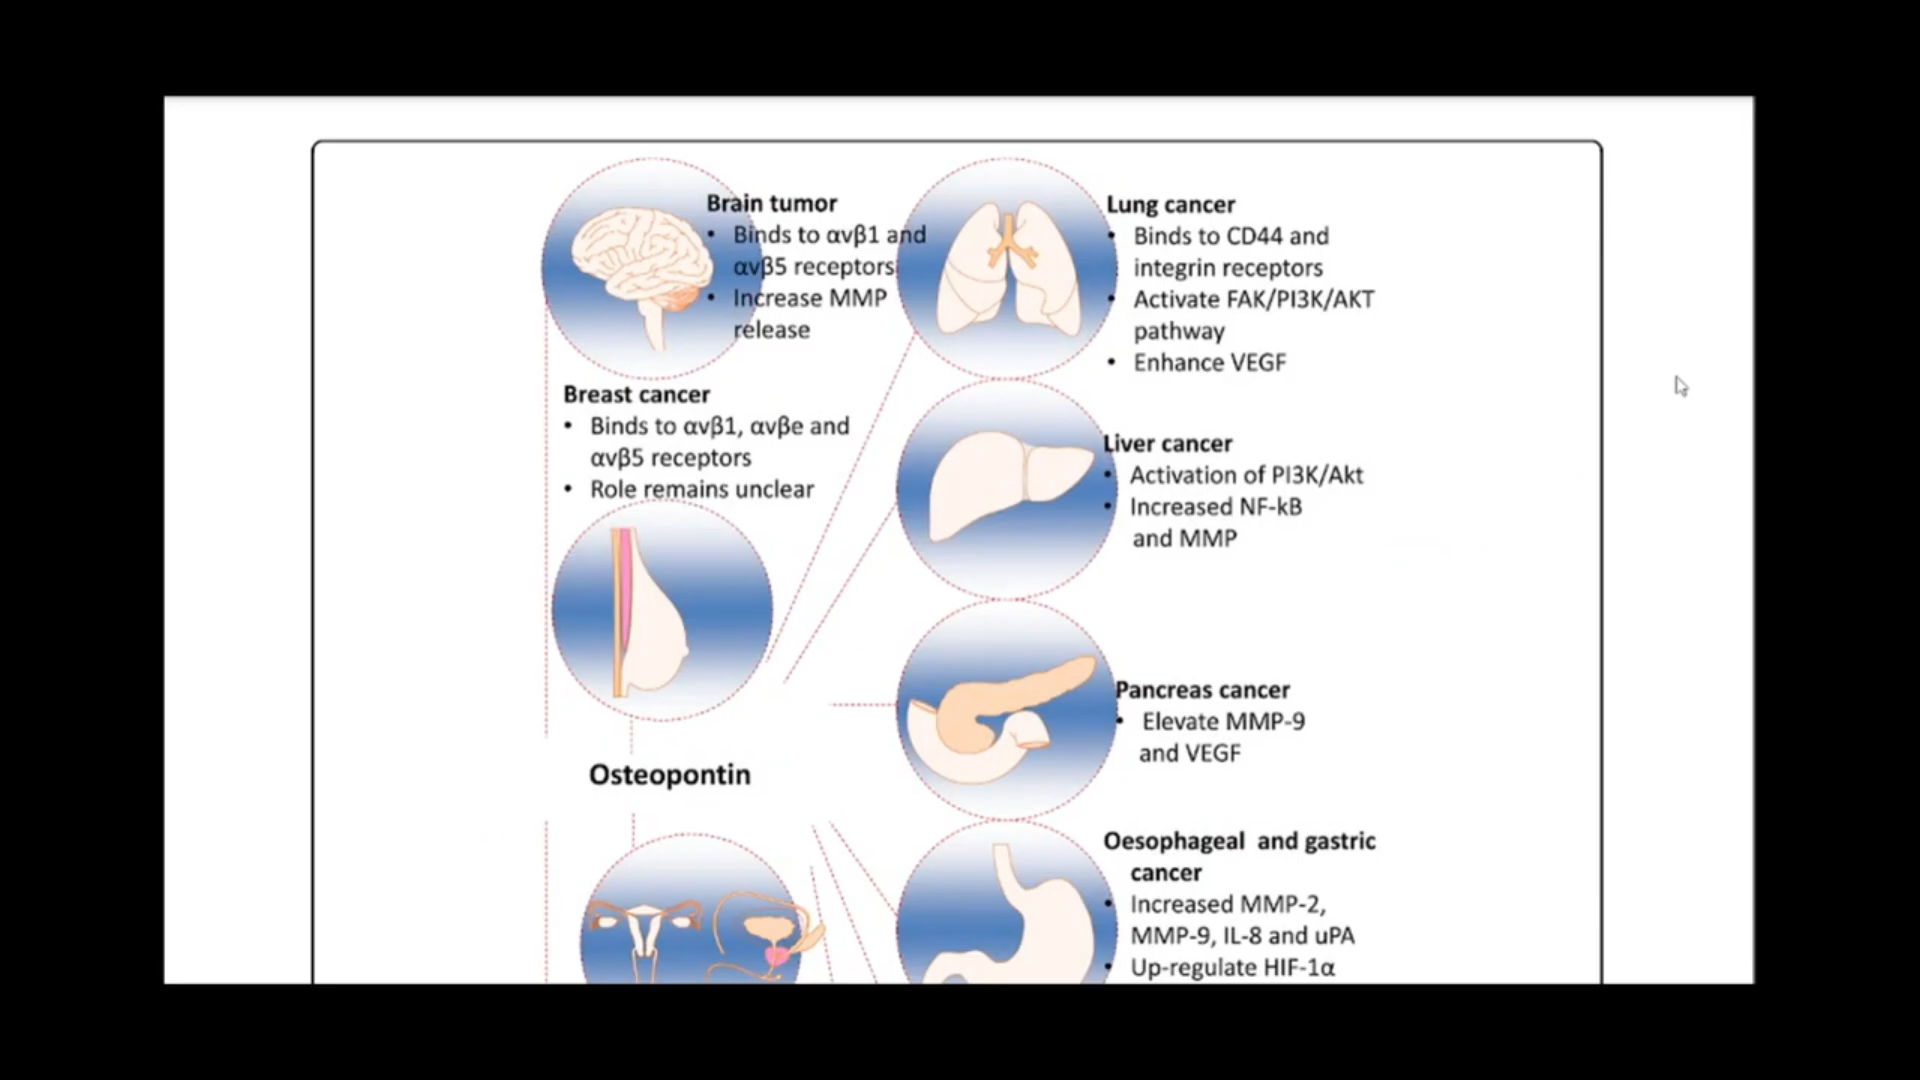 Brain tumor
• Binds to αvβ1 and
αvβ5 receptors
• Increase MMP
release
Breast cancer
• Binds to αvβ1, αvβe and
αvβ5 receptors
• Role remains unclear
Osteopontin
Lung cancer
• Binds to CD44 and
integrin receptors
• Activate FAK/PI3K/AKT
pathway
• Enhance VEGF
Liver cancer
• Activation of PI3K/Akt
• Increased NF-kB
and MMP
Pancreas cancer
• Elevate MMP-9
and VEGF
Oesophageal and gastric
cancer
• Increased MMP-2,
MMP-9, IL-8 and uPA
• Up-regulate HIF-1α